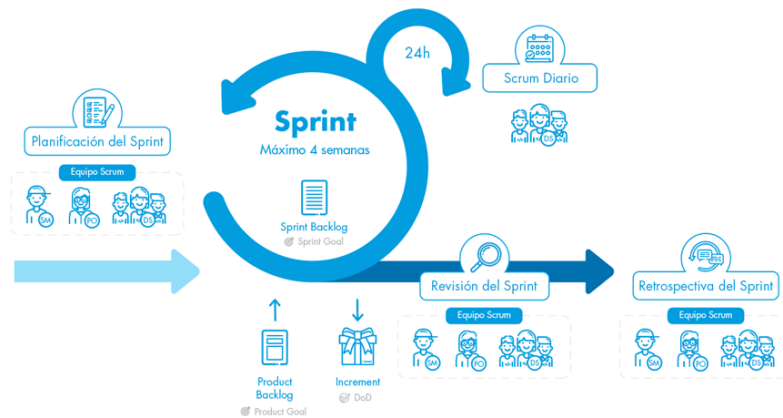 24h
Scrum Diario
DS
Sprint
Máximo 4 semanas
Planificación del Sprint
Equipo Scrum
SM
PO
DS
Sprint Backlog
Sprint Goal
Revisión del Sprint
Equipo Scrum
SM
PO
DS
Retrospectiva del Sprint
Equipo Scrum
SM
PO
DS
Product
Backlog
Product Goal
Increment
DoD